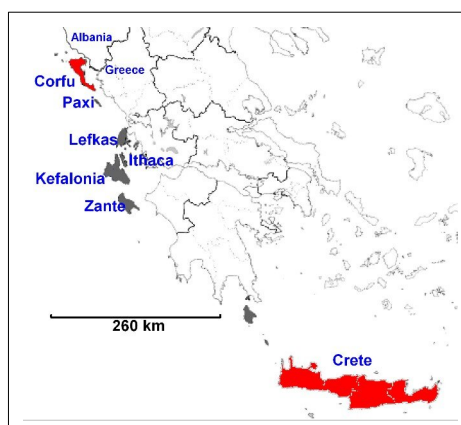 Albania
Greece
Corfu
Paxi
Lefkas
Ithaca
Kefalonia
Zante
260 km
Crete